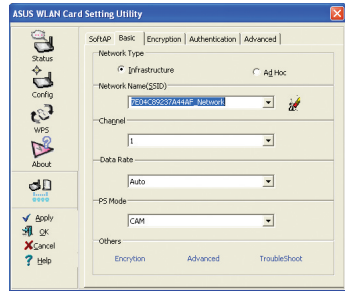 ASUS WLAN Card Setting Utility
Status
Config
WPS
About
Apply
OK
Cancel
Help
SoftAP Basic Encryption Authentication Advanced
Network Type
Infrastructure Ad Hoc
Network Name(SSID)
7E04C89237A44AF_Network
Channel
1
Data Rate
Auto
PS Mode
CAM
Others
Encrytion Advanced TroubleShoot